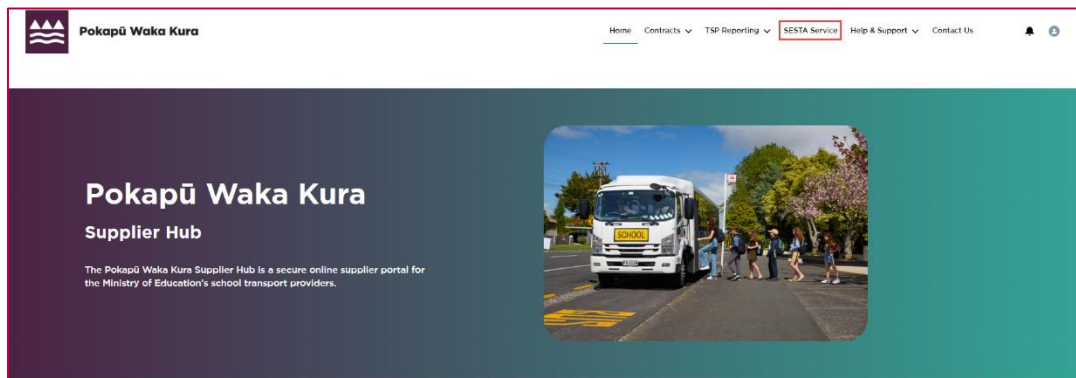 Pokapū Waka Kura
Home Contracts TSP Reporting SESTA Service Help & Support Contact Us
Pokapū Waka Kura
Supplier Hub
The Pokapū Waka Kura Supplier Hub is a secure online supplier portal for
the Ministry of Education's school transport providers.
SCHOOL